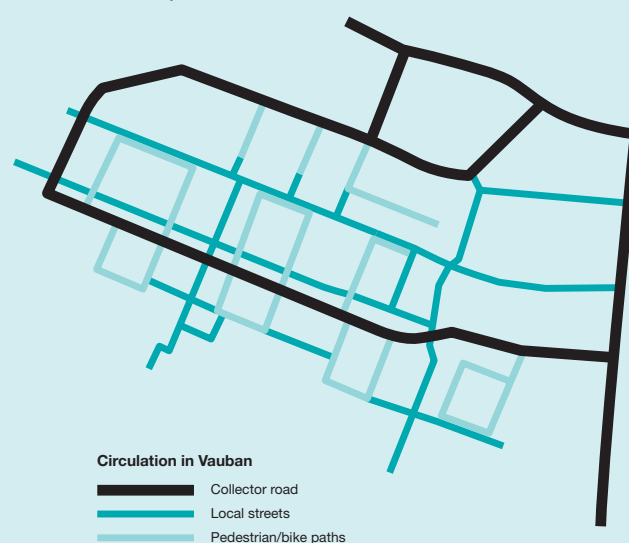 Circulation in Vauban
Collector road
Local streets
Pedestrian/bike paths